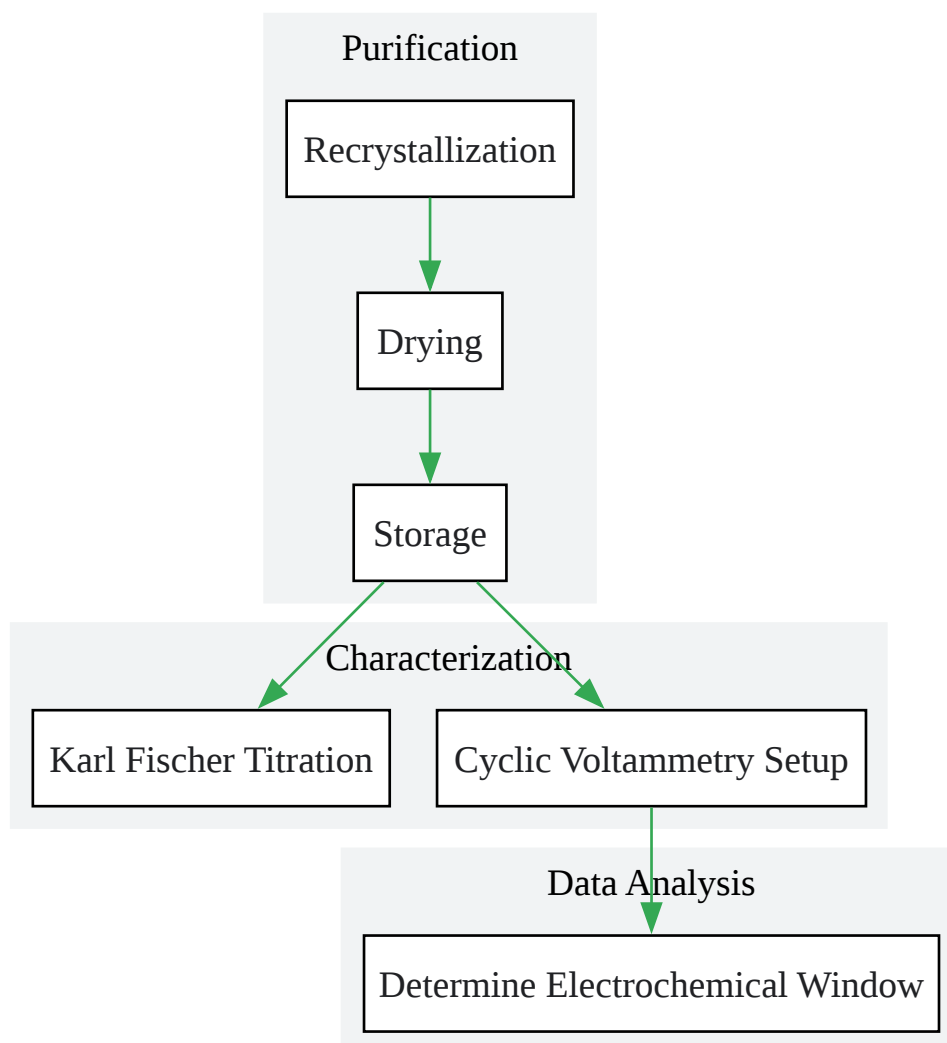 Purification
Recrystallization
Drying
Storage
Characterization
Karl Fischer Titration
Cyclic Voltammetry Setup
Data Analysis
Determine Electrochemical Window